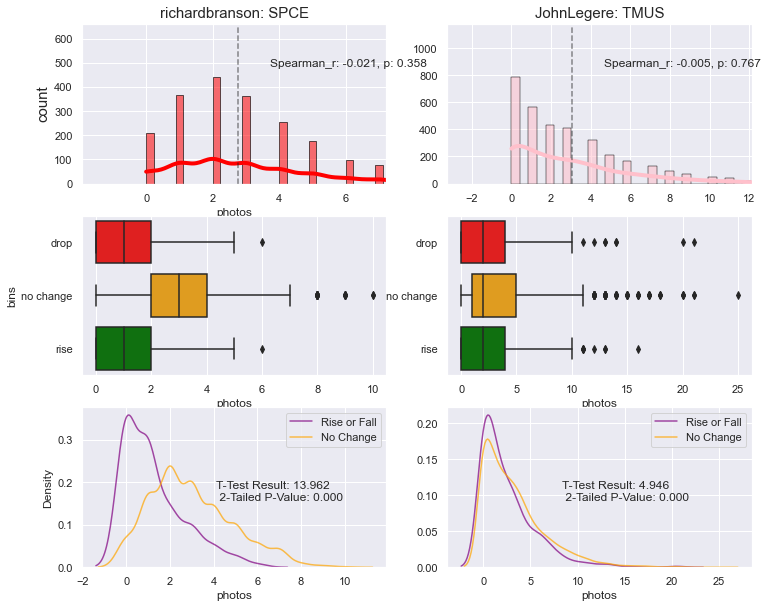 richardbranson: SPCE
JohnLegere: TMUS
600
500
400
300
200
100
0
count
Spearman_r: -0.021, p: 0.358
0 2 4 6
photos
1000
800
600
400
200
0
Spearman_r: -0.005, p: 0.767
-2 0 2 4 6 8 10 12
photos
bins
drop
no change
rise
0 2 4 6 8 10
photos
drop
no change
rise
0 5 10 15 20 25
photos
Density
0.3
0.2
0.1
0.0
Rise or Fall
No Change
T-Test Result: 13.962
2-Tailed P-Value: 0.000
−2 0 2 4 6 8 10
photos
0.20
0.15
0.10
0.05
0.00
Rise or Fall
No Change
T-Test Result: 4.946
2-Tailed P-Value: 0.000
0 5 10 15 20 25
photos